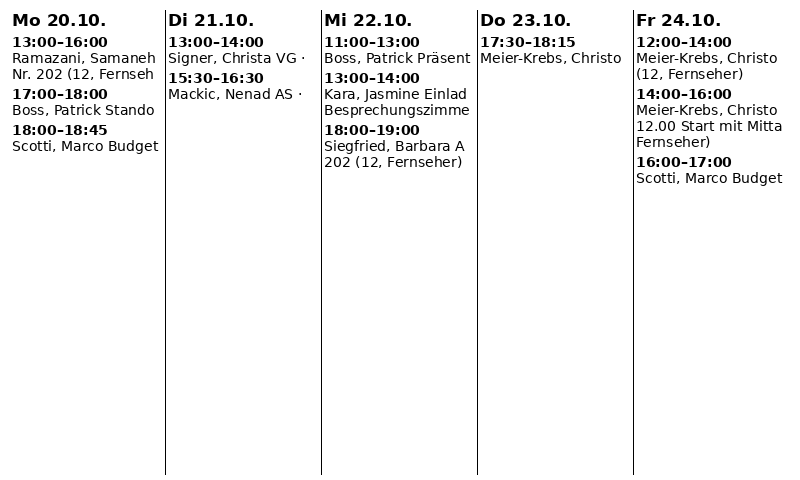 Mo 20.10.
13:00–16:00
Ramazani, Samaneh
Nr. 202 (12, Fernseh
17:00–18:00
Boss, Patrick Stando
18:00–18:45
Scotti, Marco Budget
Di 21.10.
13:00–14:00
Signer, Christa VG ·
15:30–16:30
Mackic, Nenad AS ·
Mi 22.10.
11:00–13:00
Boss, Patrick Präsent
13:00–14:00
Kara, Jasmine Einlad
Besprechungszimme
18:00–19:00
Siegfried, Barbara A
202 (12, Fernseher)
Do 23.10.
17:30–18:15
Meier-Krebs, Christo
Fr 24.10.
12:00–14:00
Meier-Krebs, Christo
(12, Fernseher)
14:00–16:00
Meier-Krebs, Christo
12.00 Start mit Mitta
Fernseher)
16:00–17:00
Scotti, Marco Budget